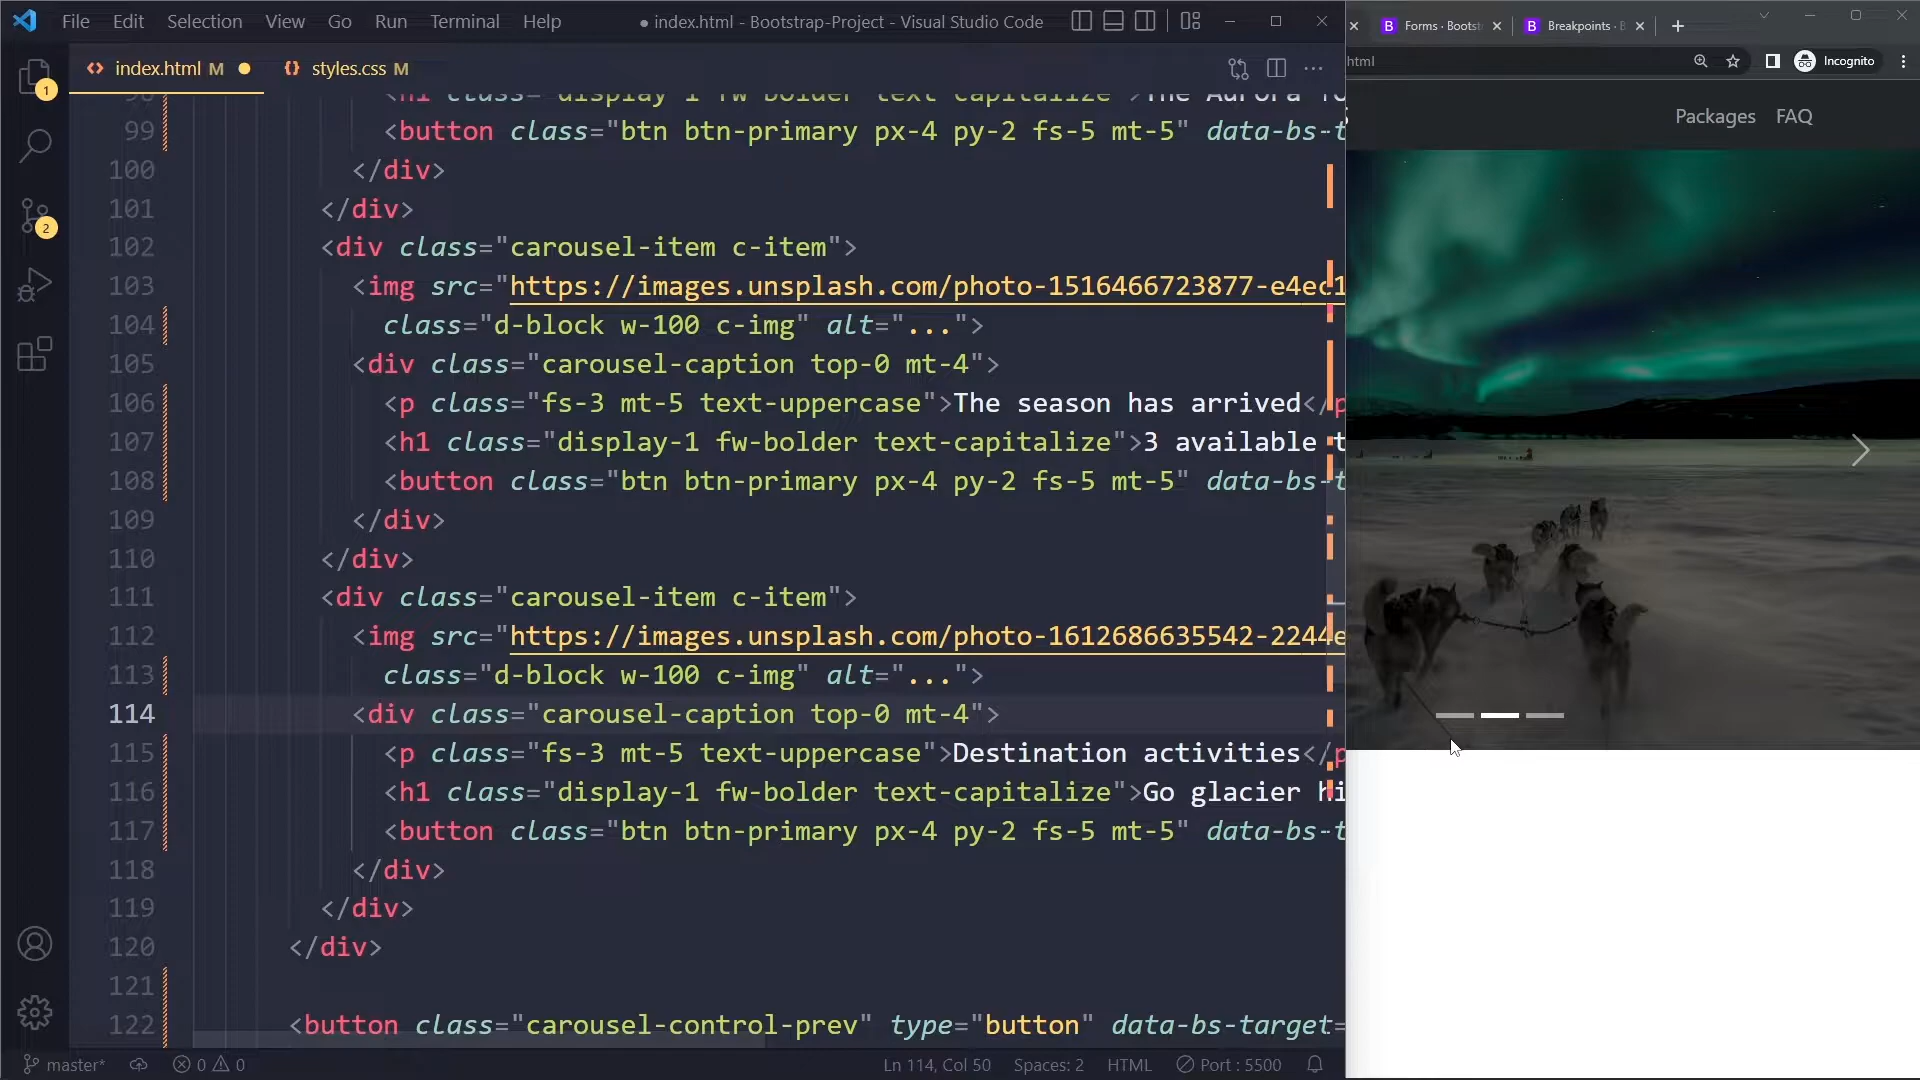 File Edit Selection View Go Run Terminal Help
● index.html - Bootstrap-Project - Visual Studio Code
Forms · Bootst
Breakpoints · B
html
Incognito
index.html M
styles.css M
1
2
Packages FAQ
99 <button class="btn btn-primary px-4 py-2 fs-5 mt-5" data-bs-t
100 </div>
101 </div>
102 <div class="carousel-item c-item">
103 <img src="https://images.unsplash.com/photo-1516466723877-e4ec1
104 class="d-block w-100 c-img" alt="...">
105 <div class="carousel-caption top-0 mt-4">
106 <p class="fs-3 mt-5 text-uppercase">The season has arrived</p
107 <h1 class="display-1 fw-bolder text-capitalize">3 available t
108 <button class="btn btn-primary px-4 py-2 fs-5 mt-5" data-bs-t
109 </div>
110 </div>
111 <div class="carousel-item c-item">
112 <img src="https://images.unsplash.com/photo-1612686635542-2244e
113 class="d-block w-100 c-img" alt="...">
114 <div class="carousel-caption top-0 mt-4">
115 <p class="fs-3 mt-5 text-uppercase">Destination activities</p
116 <h1 class="display-1 fw-bolder text-capitalize">Go glacier hi
117 <button class="btn btn-primary px-4 py-2 fs-5 mt-5" data-bs-t
118 </div>
119 </div>
120 </div>
121
122 <button class="carousel-control-prev" type="button" data-bs-target=
master* 0 0 Ln 114, Col 50 Spaces: 2 HTML Port : 5500